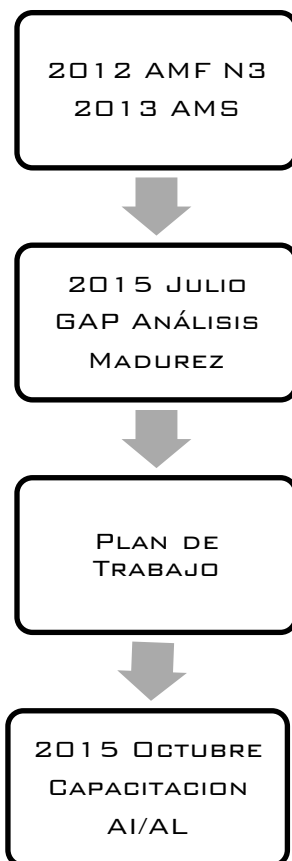 2012 AMF N3
2013 AMS
2015 Julio
GAP Análisis
Madurez
Plan de
Trabajo
2015 Octubre
Capacitacion
AI/AL